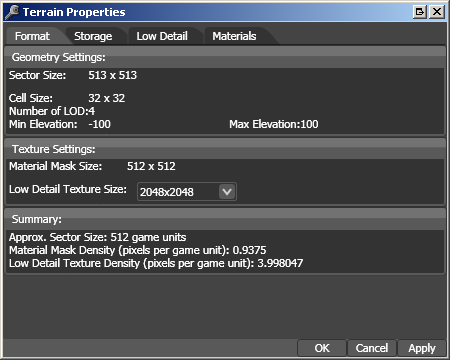 Terrain Properties
Format Storage Low Detail Materials
Geometry Settings:
Sector Size: 513 x 513
Cell Size: 32 x 32
Number of LOD:4
Min Elevation: -100 Max Elevation:100
Texture Settings:
Material Mask Size: 512 x 512
Low Detail Texture Size: 2048x2048
Summary:
Approx. Sector Size: 512 game units
Material Mask Density (pixels per game unit): 0.9375
Low Detail Texture Density (pixels per game unit): 3.998047
OK Cancel Apply